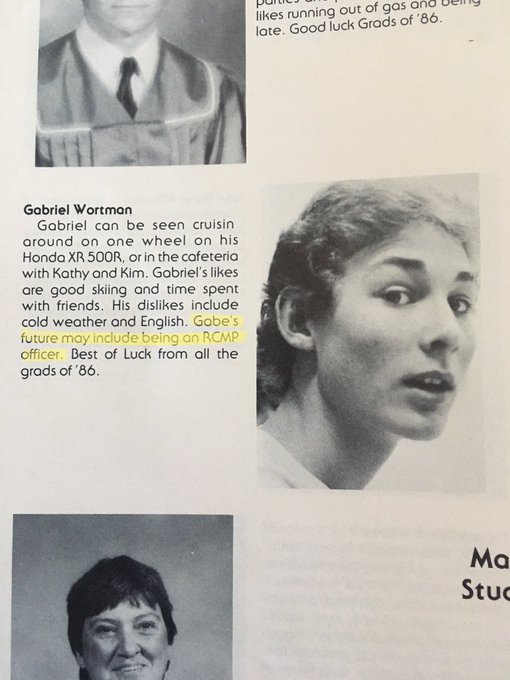 parties and
likes running out of gas and being
late. Good luck Grads of '86.
Gabriel Wortman
Gabriel can be seen cruisin
around on one wheel on his
Honda XR 500R, or in the cafeteria
with Kathy and Kim. Gabriel's likes
are good skiing and time spent
with friends. His dislikes include
cold weather and English. Gabe's
future may include being an RCMP
officer. Best of Luck from all the
grads of '86.
Ma
Stud